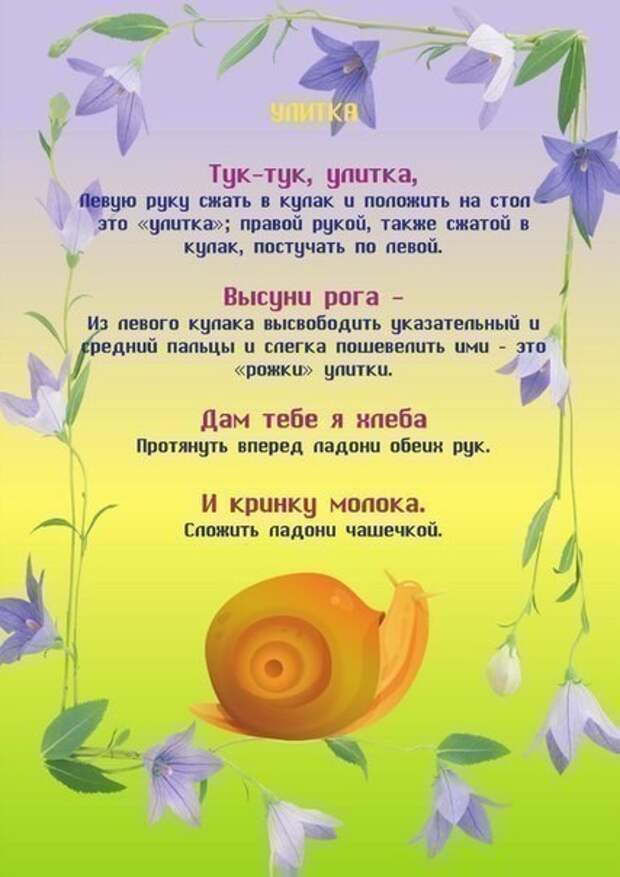 УЛИТКА
Тук-тук, улитка,
Левую руку сжать в кулак и положить на стол -
это «улитка»; правой рукой, также сжатой в
кулак, постучать по левой.
Высуни рога -
Из левого кулака высвободить указательный и
средний пальцы и слегка пошевелить ими - это
«рожки» улитки.
Дам тебе я хлеба
Протянуть вперед ладони обеих рук.
И кринку молока.
Сложить ладони чашечкой.